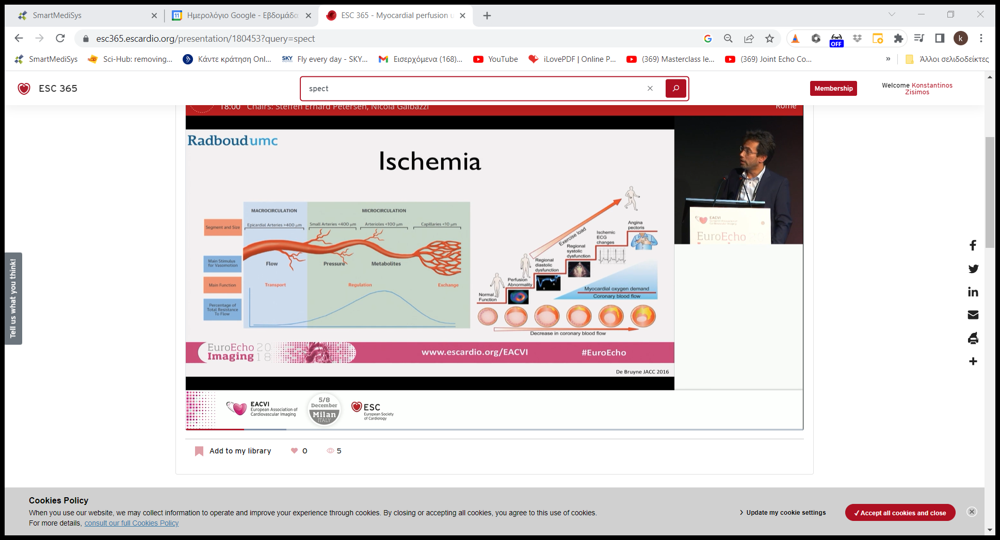 SmartMediSys
Ημερολόγιο Google - Εβδομάδα
ESC 365 - Myocardial perfusion u
esc365.escardio.org/presentation/180453?query=spect
OFF
k
SmartMediSys
Sci-Hub: removing...
Κάντε κράτηση Onl...
SKY Fly every day - SKY...
Εισερχόμενα (168)...
YouTube
iLovePDF | Online P...
(369) Masterclass le...
(369) Joint Echo Co...
»
Άλλοι σελιδοδείκτες
ESC 365
spect
Membership
Welcome Konstantinos
Zisimos
18:00 Chairs: Steffen Erhard Petersen, Nicola Galbazzi
Rome
Radboudumc
Ischemia
MACROCIRCULATION
MICROCIRCULATION
Segment and Size
Epicardial Arteries >400 μm
Small Arteries <400 μm
Arterioles <100 μm
Capillaries <10 μm
Main Stimulus
for Vasomotion
Flow
Pressure
Metabolites
Main Function
Transport
Regulation
Exchange
Percentage of
Total Resistance
To Flow
Exercise load
Angina
pectoris
Ischemic
ECG
changes
Regional
systolic
dysfunction
Regional
diastolic
dysfunction
Perfusion
Abnormality
Normal
Function
Myocardial oxygen demand
Coronary blood flow
Decrease in coronary blood flow
EuroEcho
Imaging
2018
www.escardio.org/EACVI
#EuroEcho
De Bruyne JACC 2016
EACVI
European Association of
Cardiovascular Imaging
EuroEcho
EACVI
European Association of
Cardiovascular Imaging
5/8
December
Milan
ITALY
ESC
European Society
of Cardiology
Add to my library
0
5
Tell us what you think!
Cookies Policy
When you use our website, we may collect information to operate and improve your experience through cookies. By closing or accepting all cookies, you agree to this use of cookies.
For more details, consult our full Cookies Policy
Update my cookie settings
Accept all cookies and close